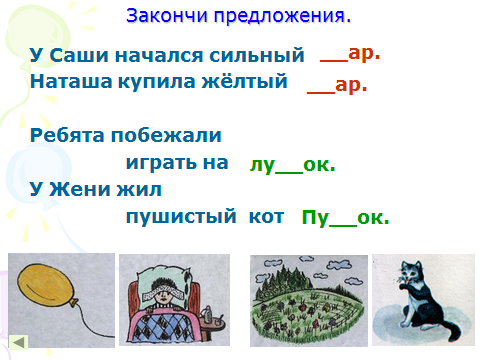 Закончи предложения.
У Саши начался сильный __ар.
Наташа купила жёлтый __ар.
Ребята побежали
играть на лу__ок.
У Жени жил
пушистый кот Пу__ок.